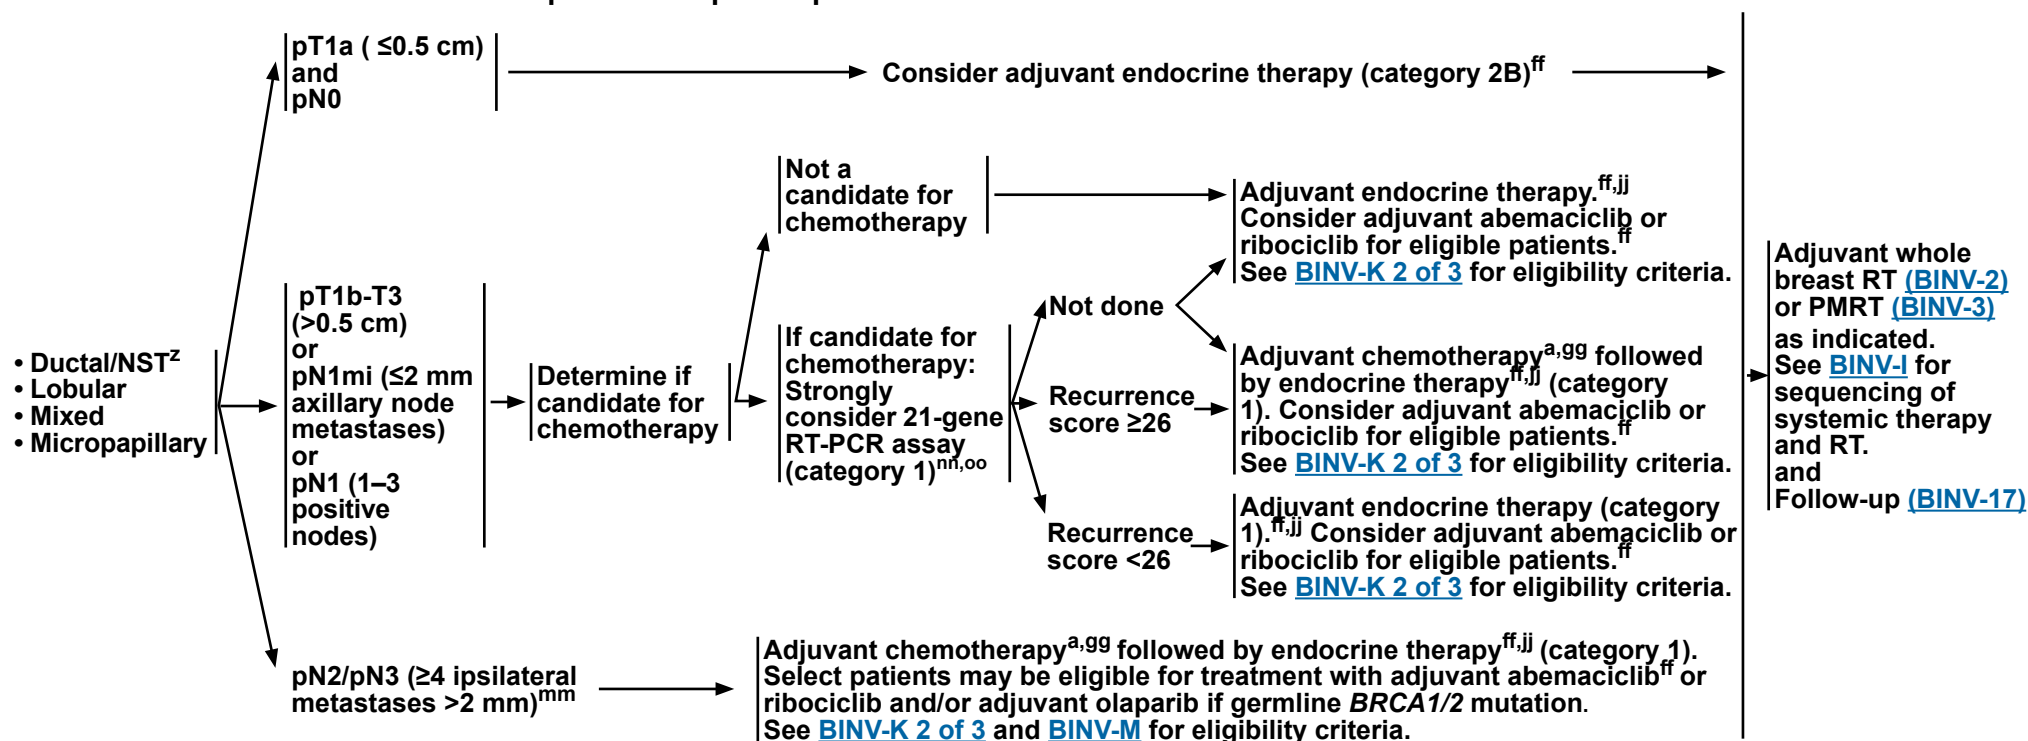 pT1a ( ≤0.5 cm)
and
pN0
Consider adjuvant endocrine therapy (category 2B)ff
Not a
candidate for
chemotherapy
Adjuvant endocrine therapy.ff,jj
Consider adjuvant abemaciclib or
ribociclib for eligible patients.ff
See BINV-K 2 of 3 for eligibility criteria.
• Ductal/NSTz
• Lobular
• Mixed
• Micropapillary
pT1b-T3
(>0.5 cm)
or
pN1mi (≤2 mm
axillary node
metastases)
or
pN1 (1–3
positive
nodes)
Determine if
candidate for
chemotherapy
If candidate for
chemotherapy:
Strongly
consider 21-gene
RT-PCR assay
(category 1)nn,oo
Not done
Recurrence
score ≥26
Adjuvant chemotherapya,gg followed
by endocrine therapyff,jj (category
1). Consider adjuvant abemaciclib or
ribociclib for eligible patients.ff
See BINV-K 2 of 3 for eligibility criteria.
Recurrence
score <26
Adjuvant endocrine therapy (category
1).ff,jj Consider adjuvant abemaciclib or
ribociclib for eligible patients.ff
See BINV-K 2 of 3 for eligibility criteria.
Adjuvant whole
breast RT (BINV-2)
or PMRT (BINV-3)
as indicated.
See BINV-I for
sequencing of
systemic therapy
and RT.
and
Follow-up (BINV-17)
pN2/pN3 (≥4 ipsilateral
metastases >2 mm)mm
Adjuvant chemotherapya,gg followed by endocrine therapyff,jj (category 1).
Select patients may be eligible for treatment with adjuvant abemaciclibff or
ribociclib and/or adjuvant olaparib if germline BRCA1/2 mutation.
See BINV-K 2 of 3 and BINV-M for eligibility criteria.